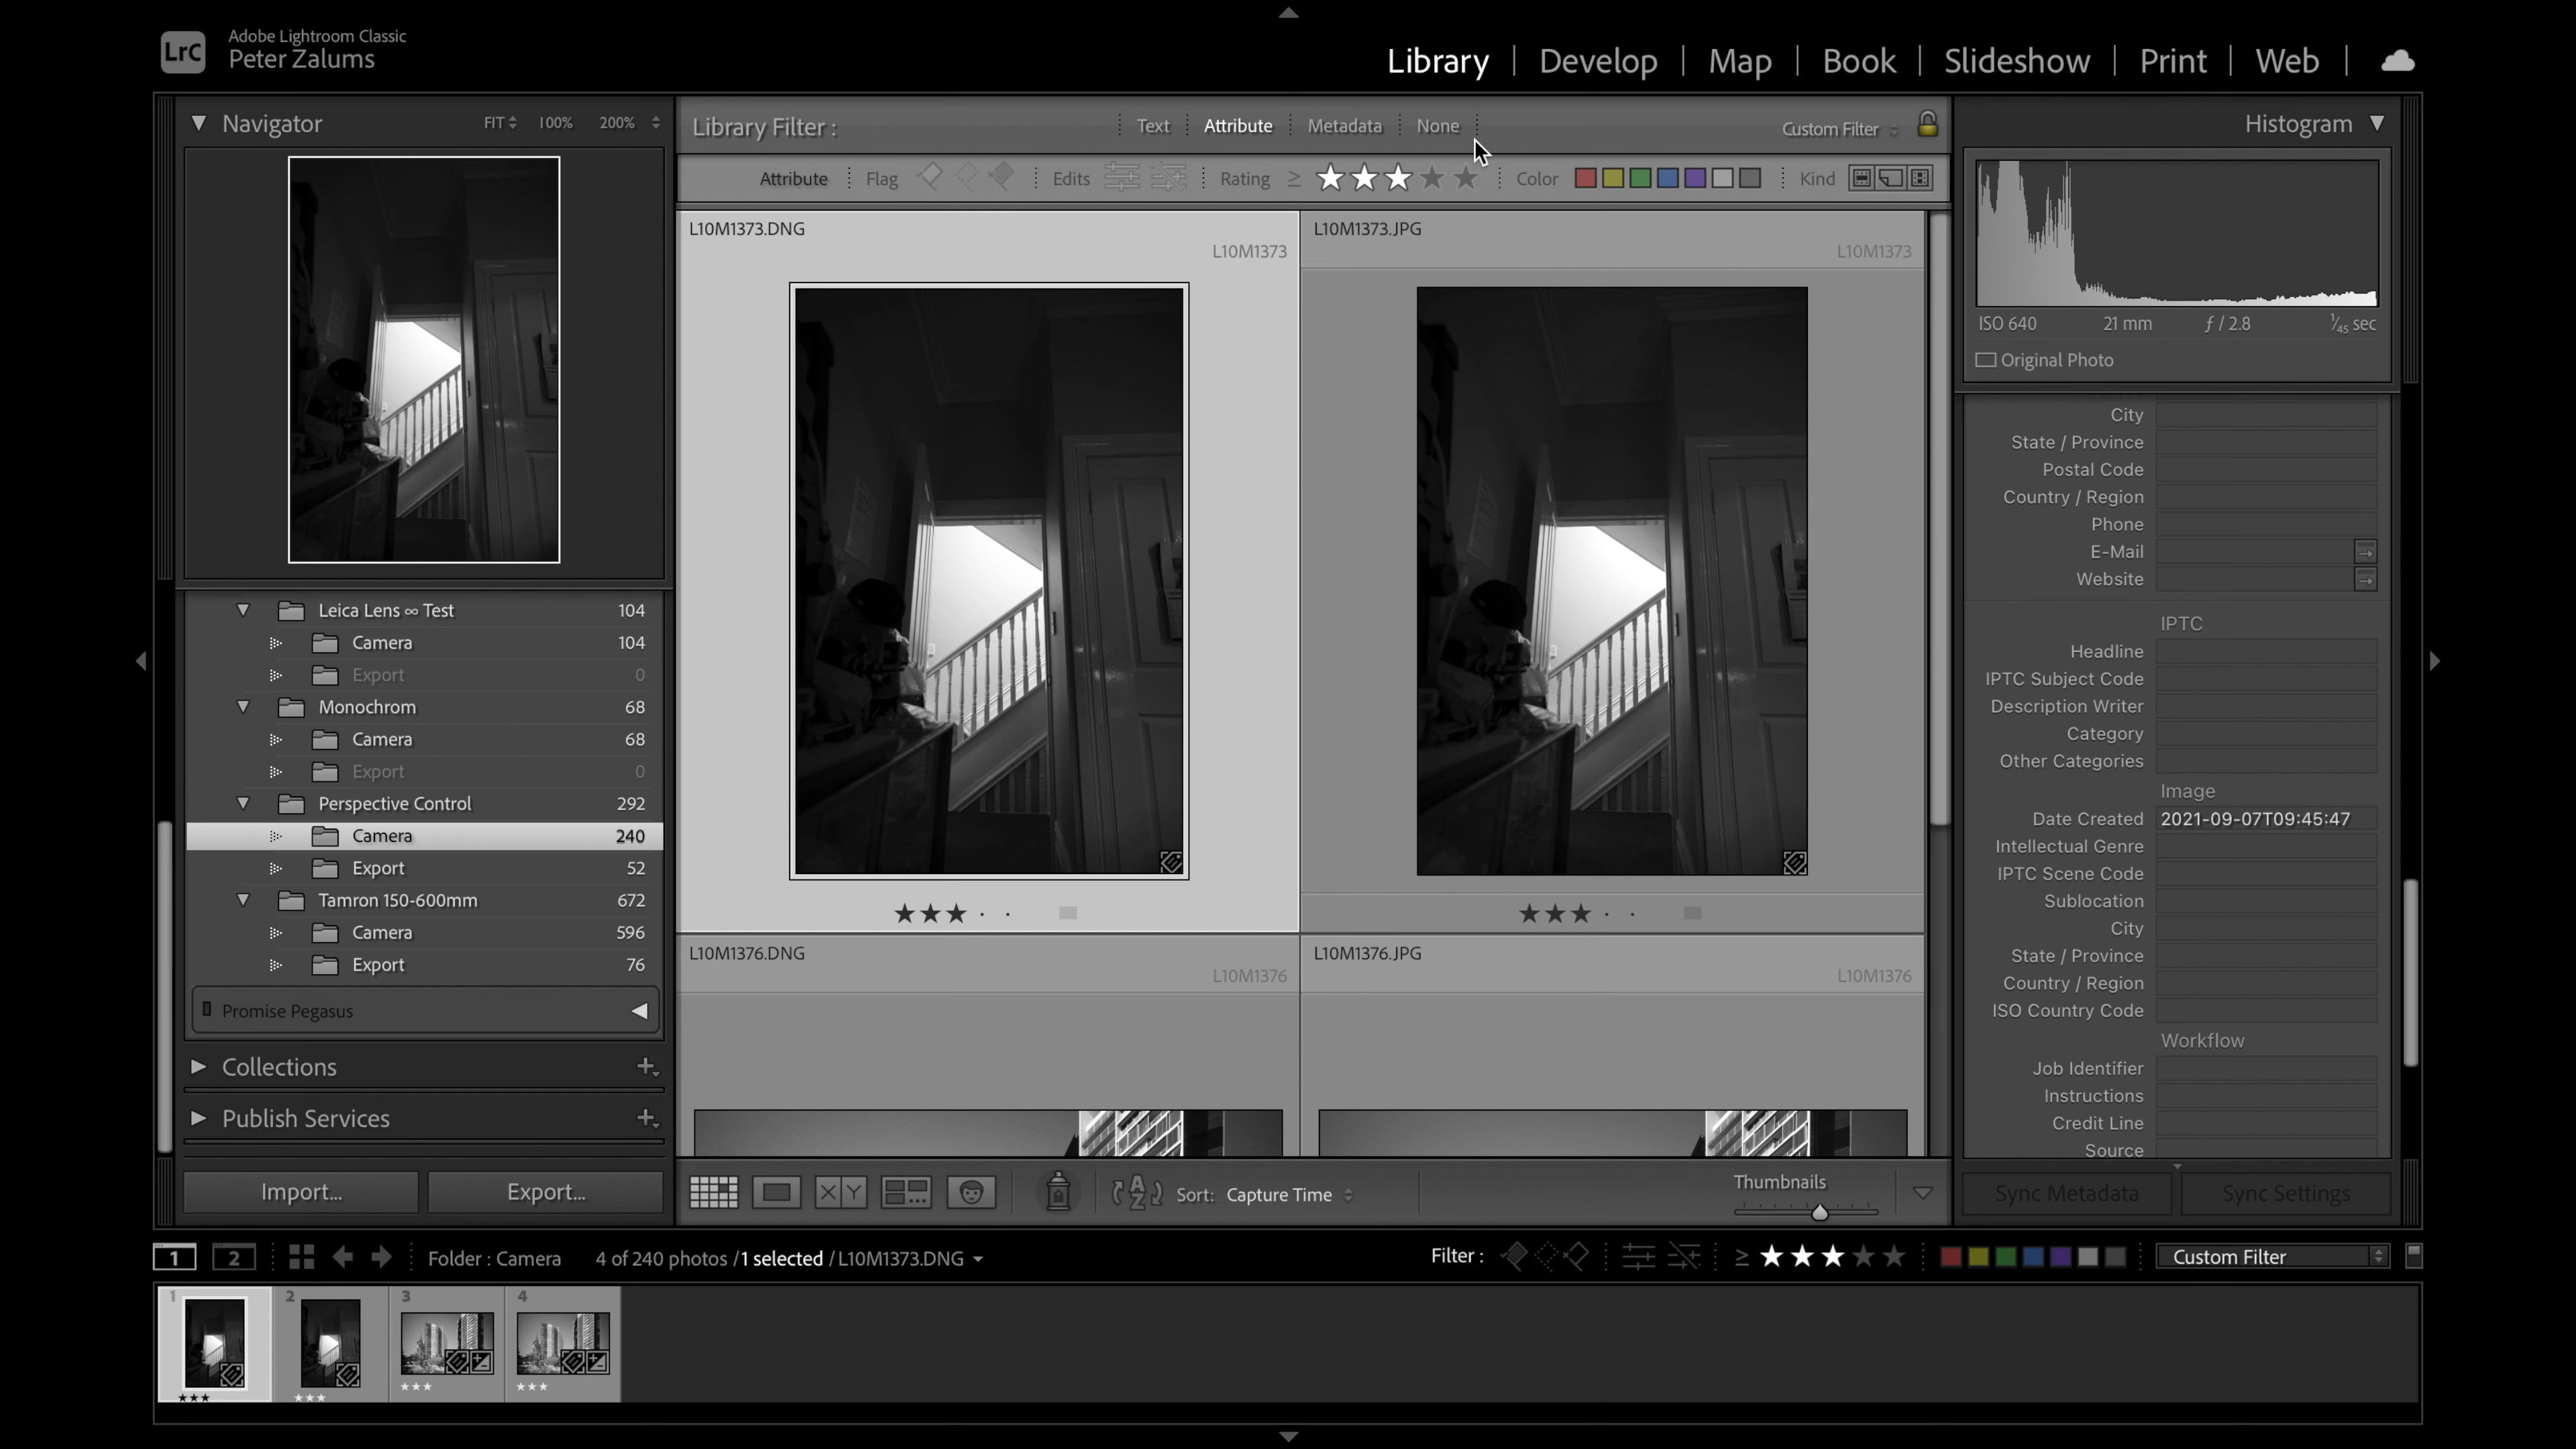 LrC
Adobe Lightroom Classic
Peter Zalums
Library
Develop
Map
Book
Slideshow
Print
Web
Navigator
FIT 100% 200%
Library Filter :
Text
Attribute
Metadata
None
Custom Filter
Attribute
Flag
Edits
Rating ≥ ★★★★★
Color
Kind
Histogram
ISO 640 21 mm ƒ / 2.8 1/45 sec
Original Photo
L10M1373.DNG
L10M1373
L10M1373.JPG
L10M1373
★★★ · ·
★★★ · ·
L10M1376.DNG
L10M1376
L10M1376.JPG
L10M1376
Leica Lens ∞ Test 104
Camera 104
Export 0
Monochrom 68
Camera 68
Export 0
Perspective Control 292
Camera 240
Export 52
Tamron 150-600mm 672
Camera 596
Export 76
Promise Pegasus
Collections
Publish Services
Import...
Export...
City
State / Province
Postal Code
Country / Region
Phone
E-Mail
Website
IPTC
Headline
IPTC Subject Code
Description Writer
Category
Other Categories
Image
Date Created 2021-09-07T09:45:47
Intellectual Genre
IPTC Scene Code
Sublocation
City
State / Province
Country / Region
ISO Country Code
Workflow
Job Identifier
Instructions
Credit Line
Source
X Y
A Z
Sort: Capture Time
Thumbnails
Sync Metadata
Sync Settings
1 2
Folder : Camera
4 of 240 photos / 1 selected / L10M1373.DNG
Filter :
≥ ★★★★★
Custom Filter
1
2
3
4
★★★
★★★
★★★
★★★